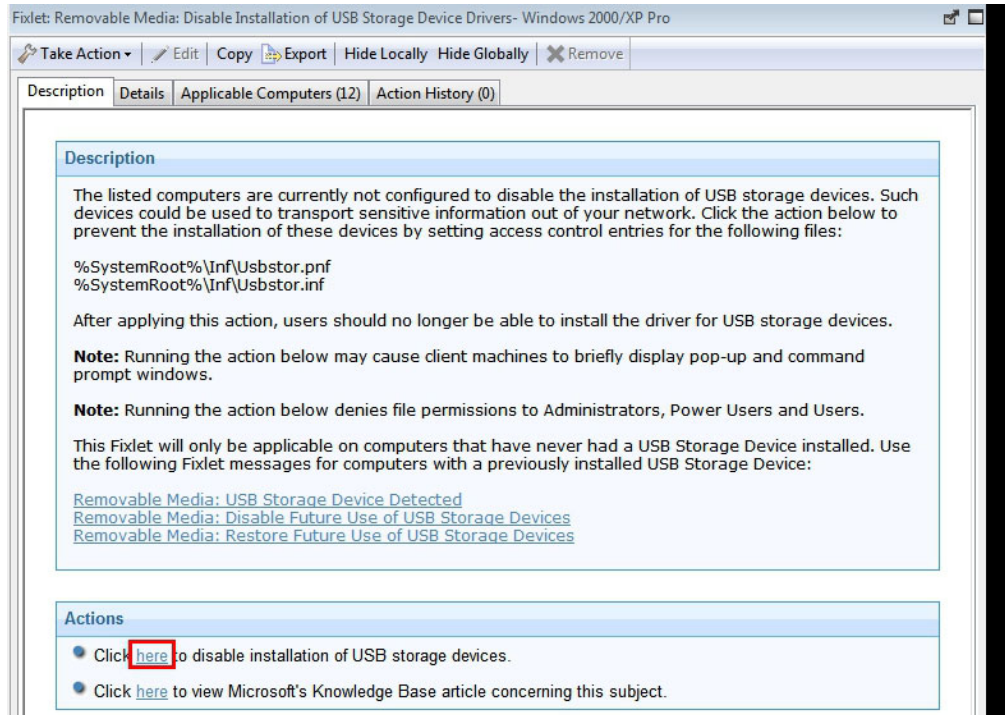 Fixlet: Removable Media: Disable Installation of USB Storage Device Drivers- Windows 2000/XP Pro
Take Action Edit Copy Export Hide Locally Hide Globally Remove
Description Details Applicable Computers (12) Action History (0)
Description
The listed computers are currently not configured to disable the installation of USB storage devices. Such
devices could be used to transport sensitive information out of your network. Click the action below to
prevent the installation of these devices by setting access control entries for the following files:
%SystemRoot%\Inf\Usbstor.pnf
%SystemRoot%\Inf\Usbstor.inf
After applying this action, users should no longer be able to install the driver for USB storage devices.
Note: Running the action below may cause client machines to briefly display pop-up and command
prompt windows.
Note: Running the action below denies file permissions to Administrators, Power Users and Users.
This Fixlet will only be applicable on computers that have never had a USB Storage Device installed. Use
the following Fixlet messages for computers with a previously installed USB Storage Device:
Removable Media: USB Storage Device Detected
Removable Media: Disable Future Use of USB Storage Devices
Removable Media: Restore Future Use of USB Storage Devices
Actions
Click here to disable installation of USB storage devices.
Click here to view Microsoft's Knowledge Base article concerning this subject.